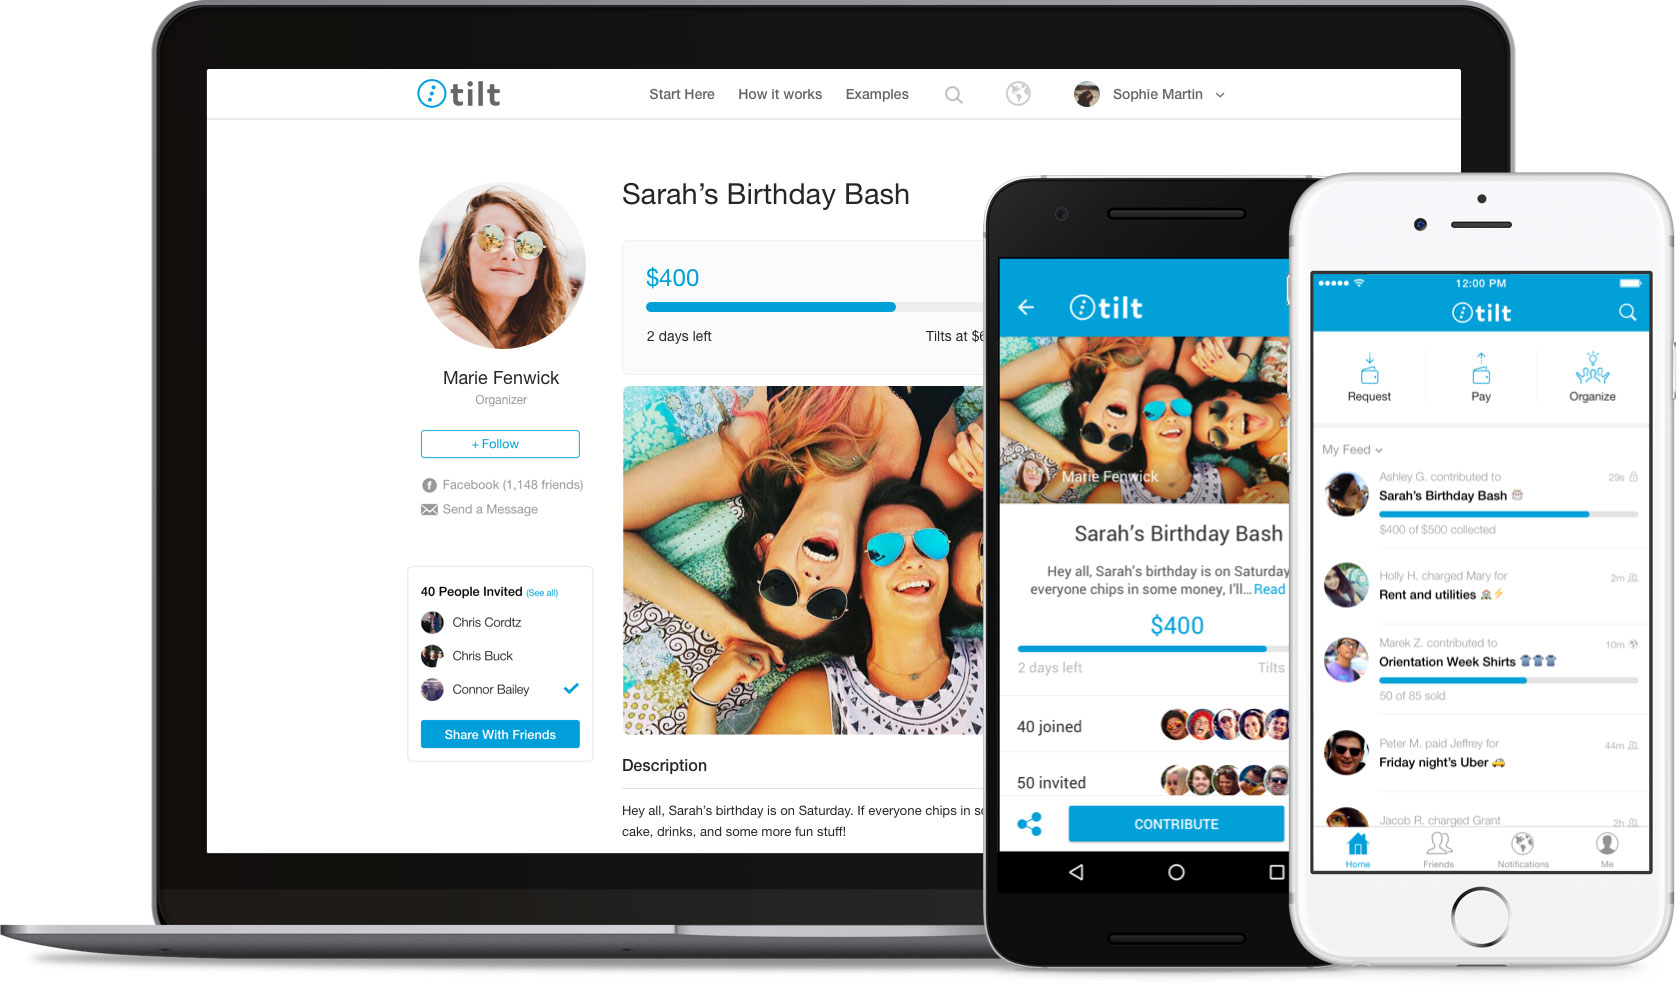 tilt
Start Here How it works Examples Sophie Martin
Sarah's Birthday Bash
$400
2 days left Tilts at
Marie Fenwick
Organizer
+ Follow
Facebook (1,148 friends)
Send a Message
40 People Invited (See all)
Chris Cordtz
Chris Buck
Connor Bailey
Share With Friends
Description
Hey all, Sarah's birthday is on Saturday. If everyone chips in
cake, drinks, and some more fun stuff!
tilt
Marie Fenwick
Sarah's Birthday Bash
Hey all, Sarah's birthday is on Saturday
everyone chips in some money, I'll... Read
$400
2 days left Tilts
40 joined
50 invited
CONTRIBUTE
12:00 PM
tilt
Request Pay Organize
My Feed
Ashley G. contributed to 29s
Sarah's Birthday Bash
$400 of $500 collected
Holly H. charged Mary for 2m
Rent and utilities
Marek Z. contributed to 10m
Orientation Week Shirts
50 of 85 sold
Peter M. paid Jeffrey for 44m
Friday night's Uber
Jacob R. charged Grant 2h
Home Friends Notifications Me